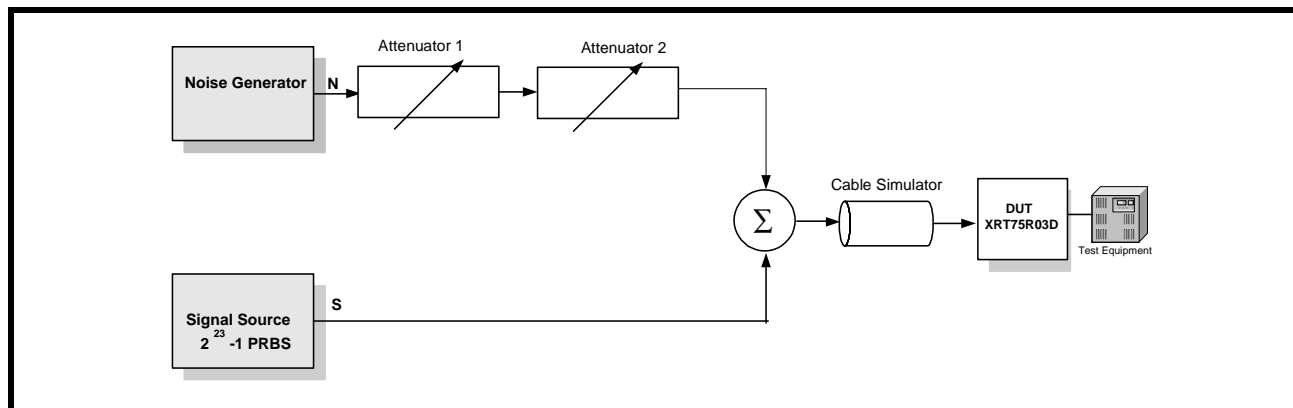 Attenuator 1
Attenuator 2
Noise Generator
N
Cable Simulator
DUT
XRT75R03D
Σ
Test Equipment
S
Signal Source
2 23 -1 PRBS